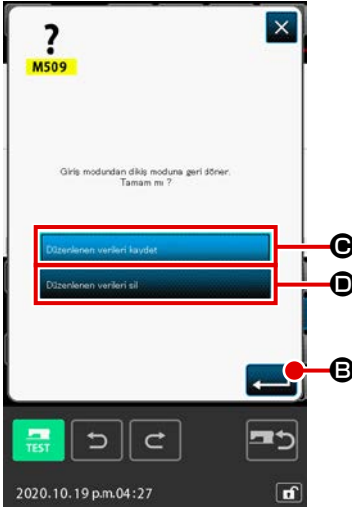 ?
M509
Giriş modundan dikiş moduna geri döner.
Tamam mı ?
Düzenlenen verileri kaydet
C
Düzenlenen verileri sil
D
B
TEST
2020.10.19 p.m.04:27